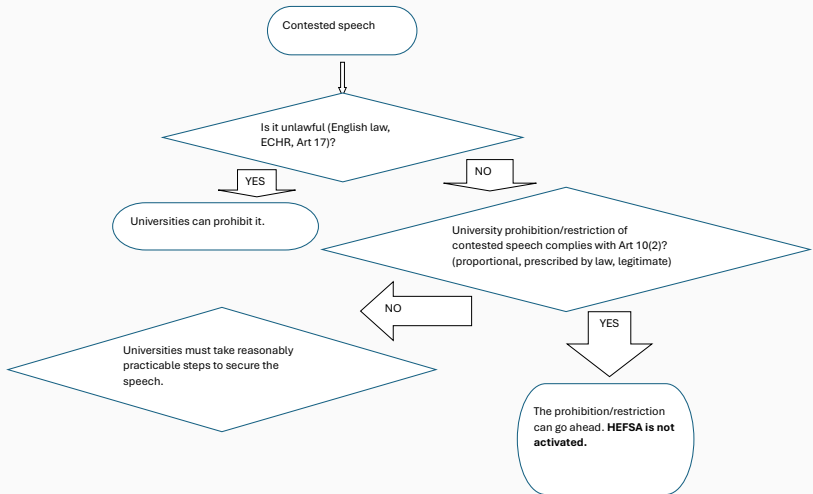 Contested speech
Is it unlawful (English law,
ECHR, Art 17)?
YES
NO
Universities can prohibit it.
University prohibition/restriction of
contested speech complies with Art 10(2)?
(proportional, prescribed by law, legitimate)
NO
YES
Universities must take reasonably
practicable steps to secure the
speech.
The prohibition/restriction
can go ahead. HEFSA is not
activated.